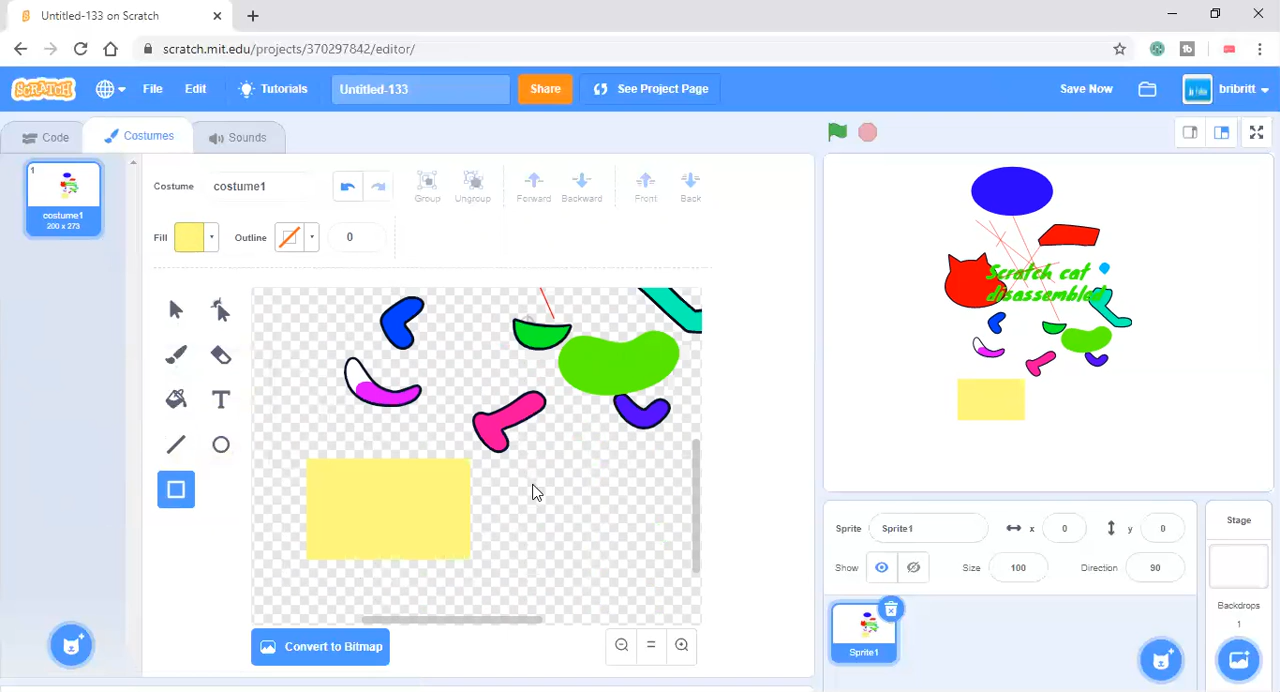 Untitled-133 on Scratch
scratch.mit.edu/projects/370297842/editor/
SCRATCH File Edit Tutorials Untitled-133 Share See Project Page Save Now bribritt
Code Costumes Sounds
1
costume1
200 x 273
Costume costume1 Group Ungroup Forward Backward Front Back
Fill Outline 0
T
Scratch cat
disassembled
Convert to Bitmap
Sprite Sprite1 x 0 y 0
Show Size 100 Direction 90
Sprite1
Stage
Backdrops
1